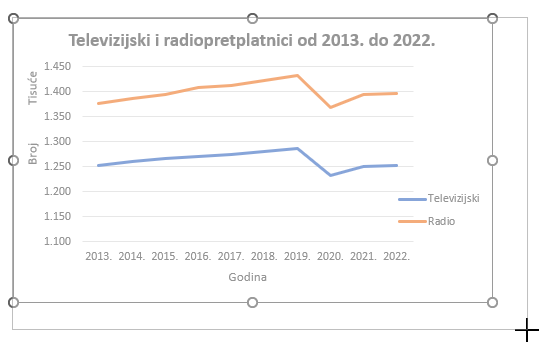 Televizijski i radiopretplatnici od 2013. do 2022.
Tisuće
Broj
1.450
1.400
1.350
1.300
1.250
1.200
1.150
1.100
2013. 2014. 2015. 2016. 2017. 2018. 2019. 2020. 2021. 2022.
Godina
Televizijski
Radio